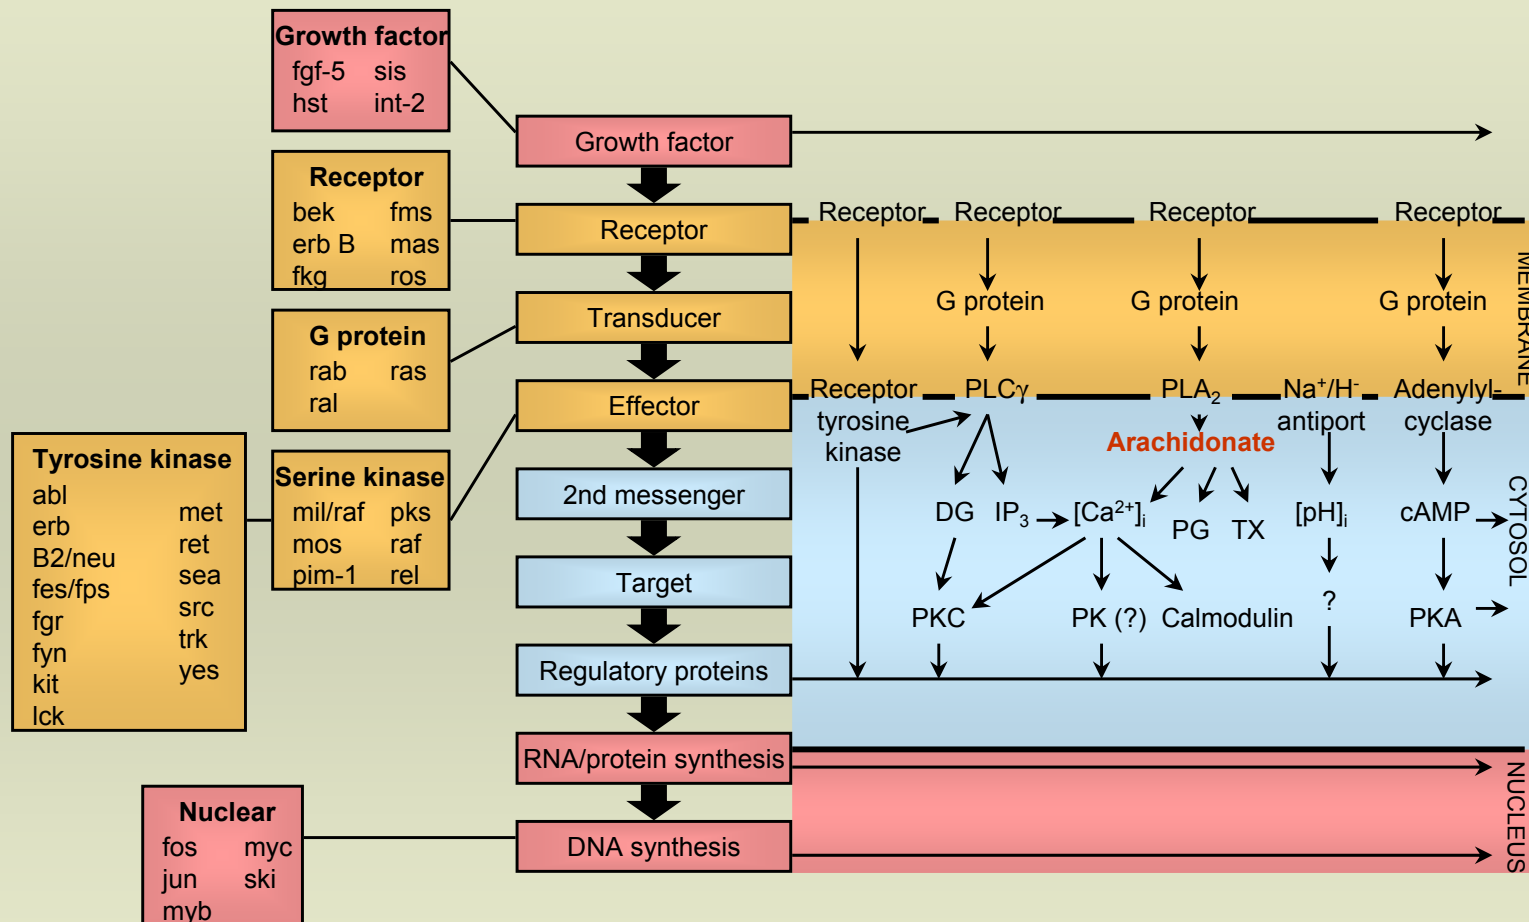 Growth factor
fgf-5 sis
hst int-2
Receptor
bek fms
erb B mas
fkg ros
G protein
rab ras
ral
Tyrosine kinase
abl
erb
B2/neu
fes/fps
fgr
fyn
kit
lck
met
ret
sea
src
trk
yes
Serine kinase
mil/raf pks
mos raf
pim-1 rel
Nuclear
fos myc
jun ski
myb
Growth factor
Receptor
Transducer
Effector
2nd messenger
Target
Regulatory proteins
RNA/protein synthesis
DNA synthesis
Receptor Receptor Receptor Receptor
G protein G protein G protein
Receptor
tyrosine
kinase
PLCγ
PLA₂
Na⁺/H⁻
antiport
Adenylyl-
cyclase
Arachidonate
DG IP₃ [Ca²⁺]ᵢ PG TX [pH]ᵢ cAMP
PKC PK (?) Calmodulin ? PKA
MEMBRANE
CYTOSOL
NUCLEUS